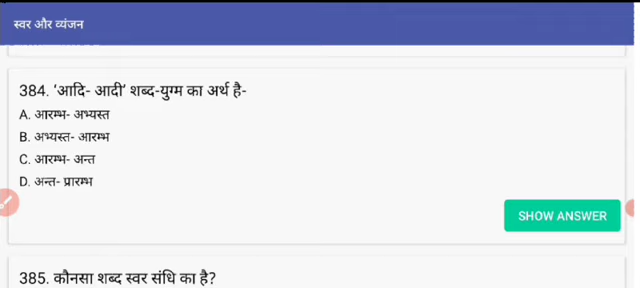 स्वर और व्यंजन
384. ‘आदि- आदी’ शब्द-युग्म का अर्थ है-
A. आरम्भ- अभ्यस्त
B. अभ्यस्त- आरम्भ
C. आरम्भ- अन्त
D. अन्त- प्रारम्भ
SHOW ANSWER
385. कौनसा शब्द स्वर संधि का है?